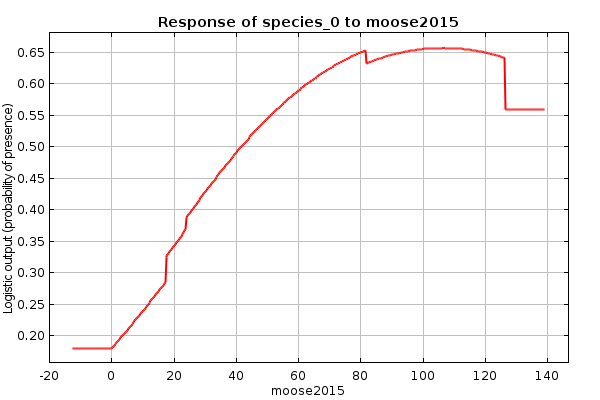 Response of species_0 to moose2015
Logistic output (probability of presence)
0.65
0.60
0.55
0.50
0.45
0.40
0.35
0.30
0.25
0.20
-20 0 20 40 60 80 100 120 140
moose2015